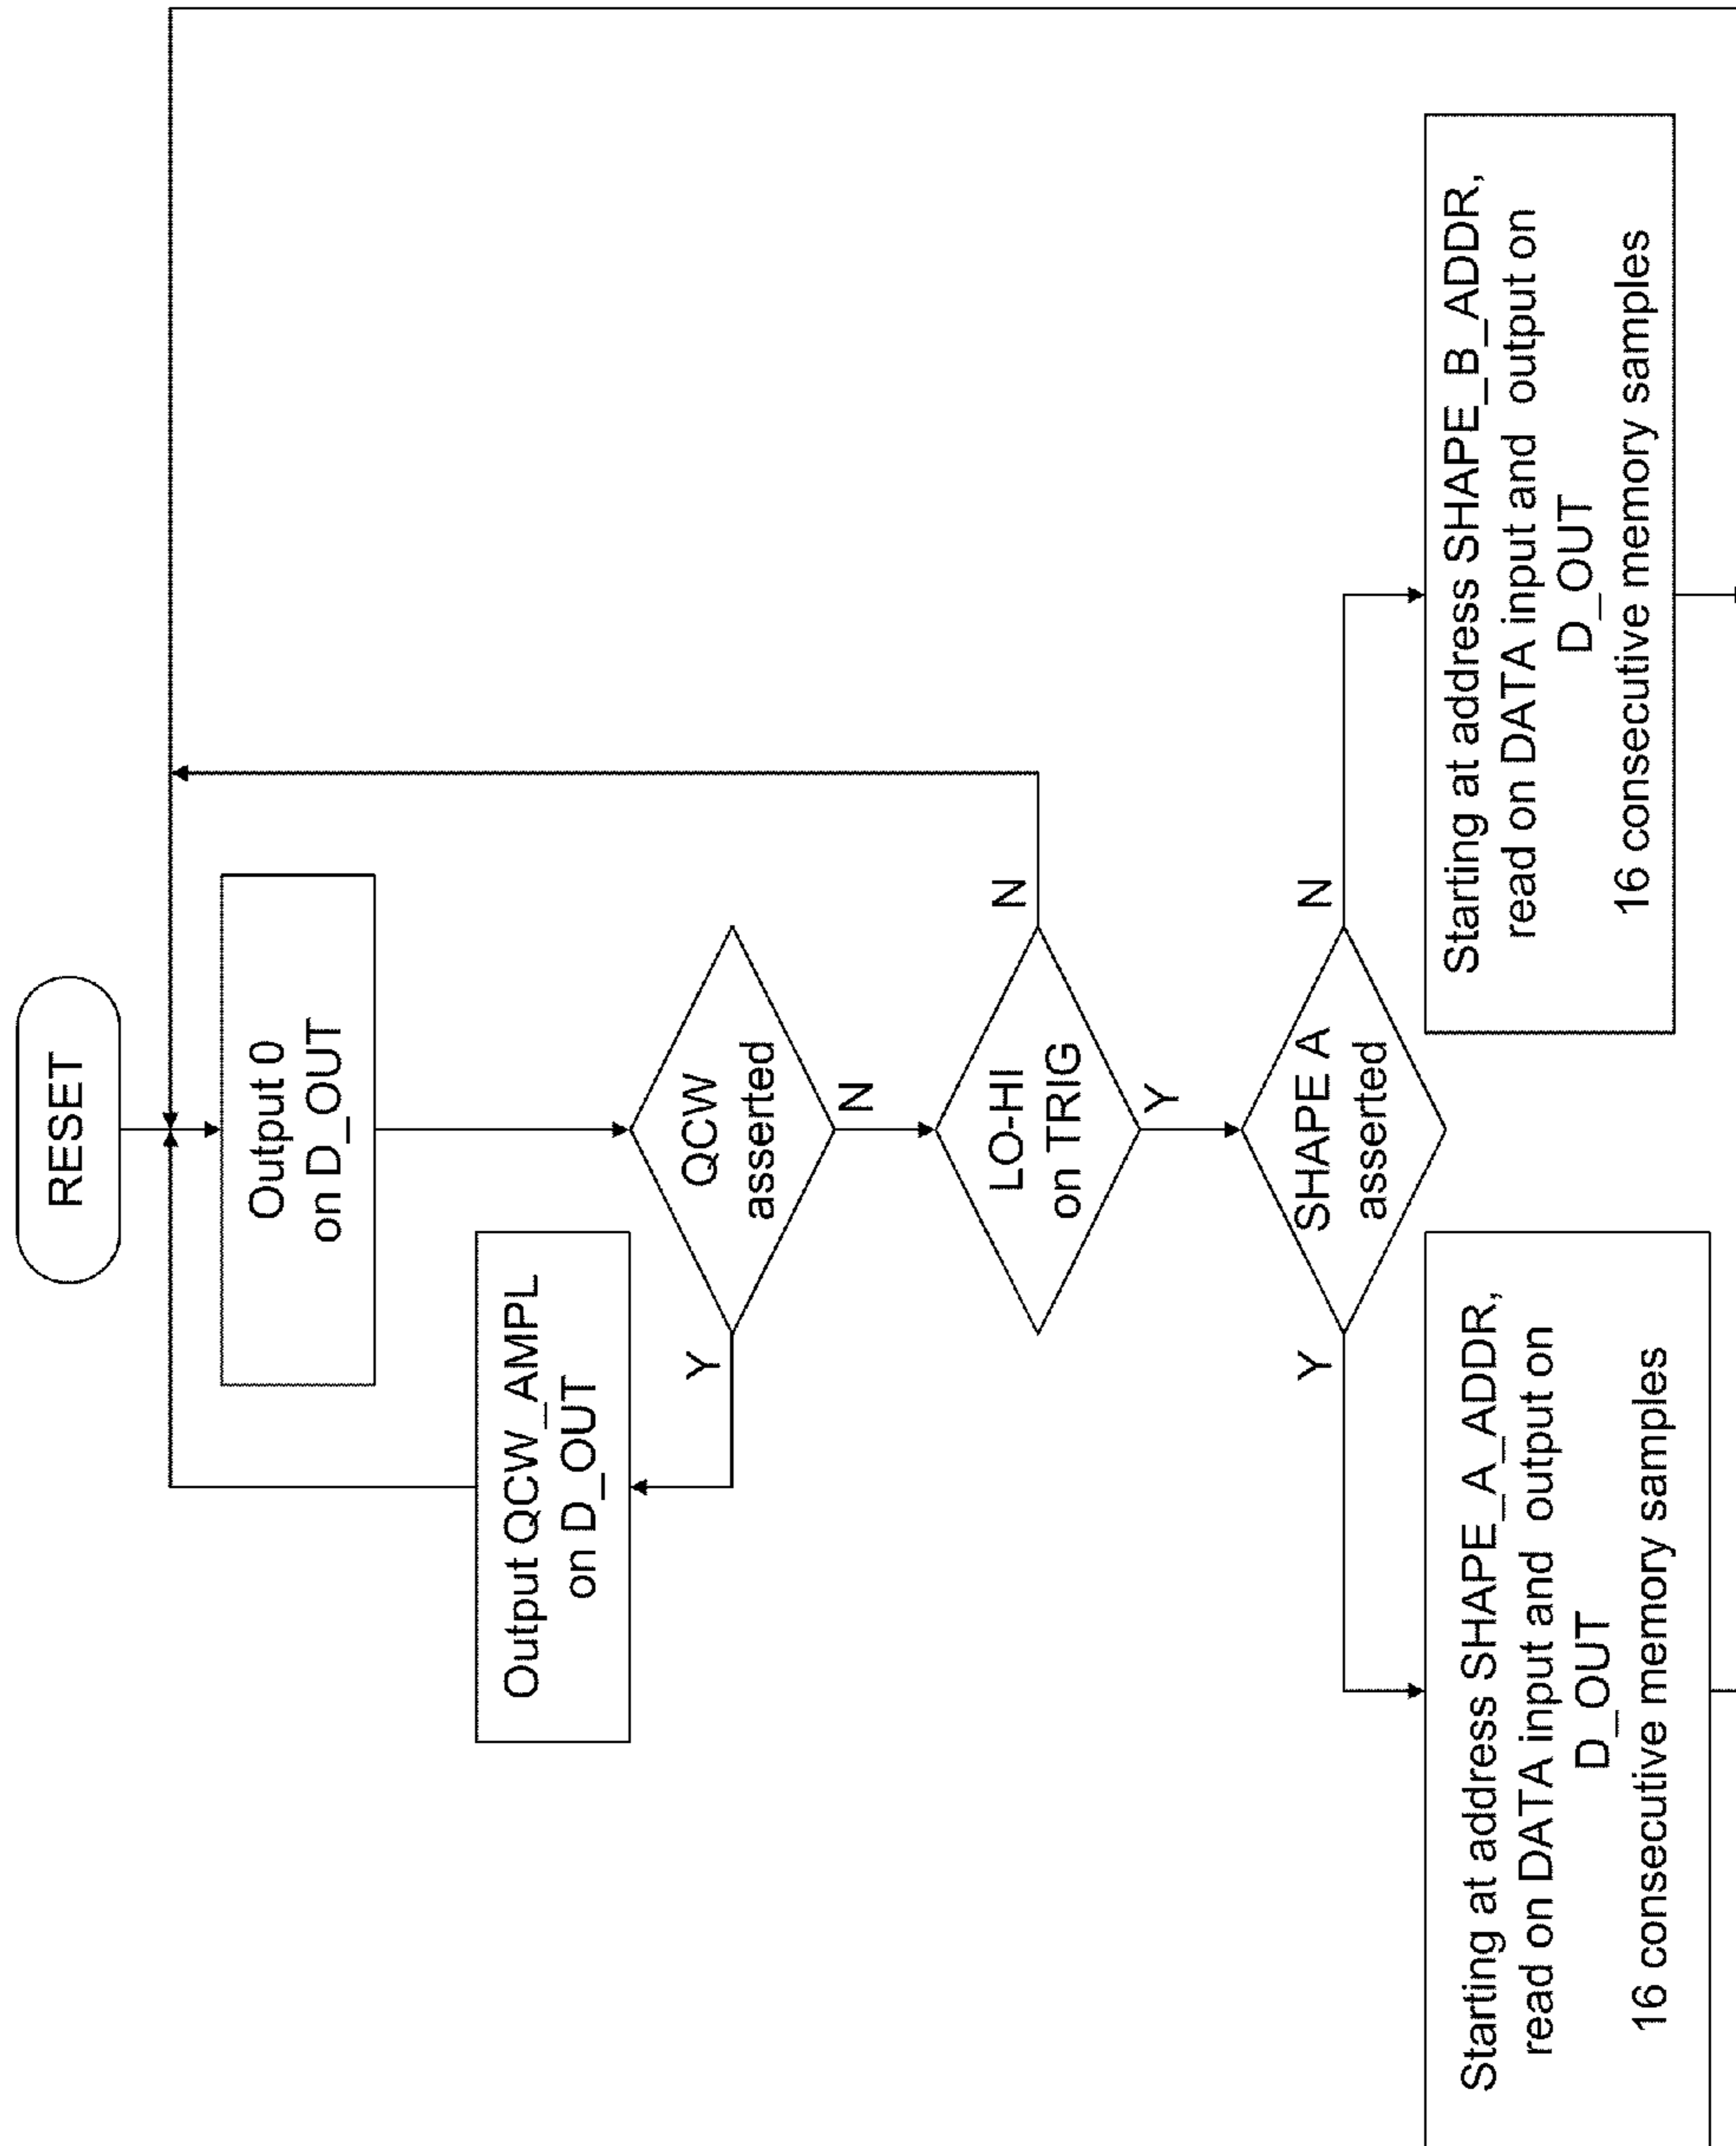 RESET
Output 0
on D_OUT
Output QCW_AMPL
on D_OUT
QCW
asserted
Y
N
LO-HI
on TRIG
N
Y
SHAPE A
asserted
Y
N
Starting at address SHAPE_A_ADDR,
read on DATA input and output on
D_OUT
16 consecutive memory samples
Starting at address SHAPE_B_ADDR,
read on DATA input and output on
D_OUT
16 consecutive memory samples